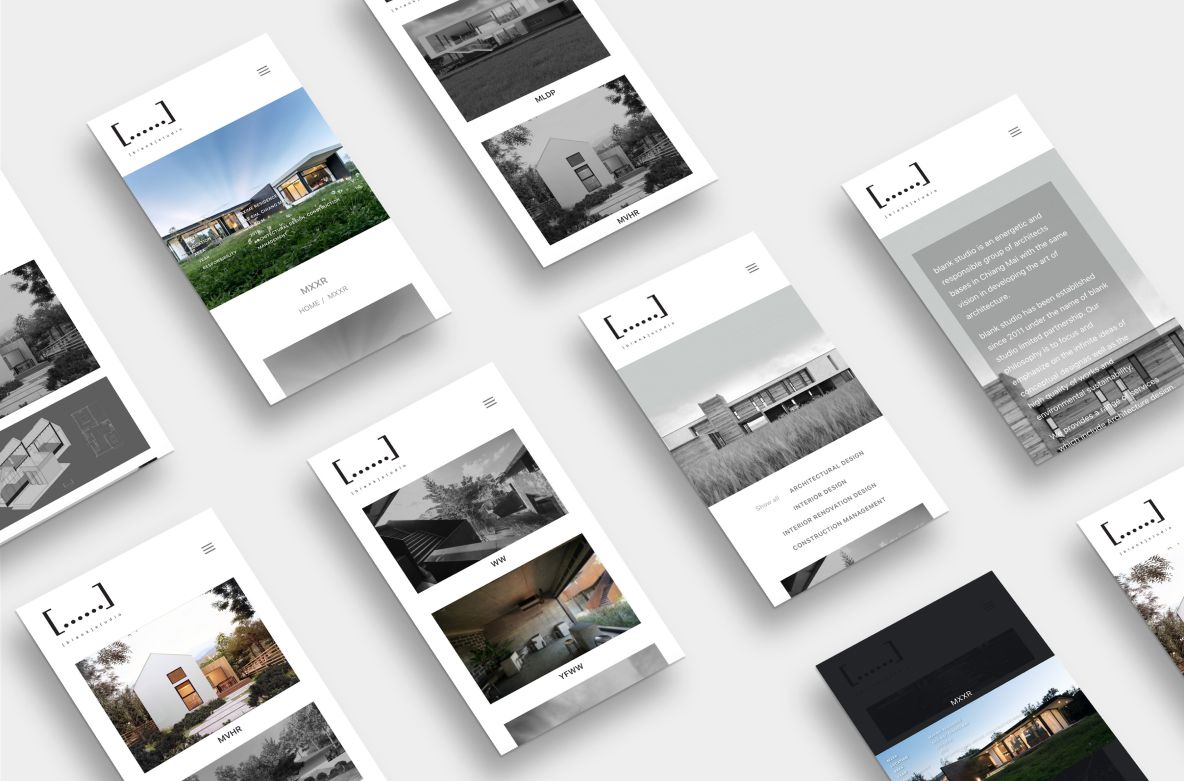 [......]
[blank]studio
MXXR
HOME / MXXR
MLDP
MVHR
[......]
[blank]studio
blank studio is an energetic and
responsible group of architects
bases in Chiang Mai with the same
vision in developing the art of
architecture.
blank studio has been established
since 2011 under the theme of blank
studio limited partnership. Our
philosophy is to focus and
emphasize on the infinite ideas of
conceptual designas well as the
high quality of works and
environmental sustainability
We provides a range of services
which include Architecture design,
[......]
[blank]studio
Show all
ARCHITECTURAL DESIGN
INTERIOR DESIGN
INTERIOR RENOVATION DESIGN
CONSTRUCTION MANAGEMENT
[......]
[blank]studio
WW
YFWW
[......]
[blank]studio
MVHR
[......]
[blank]studio
MXXR